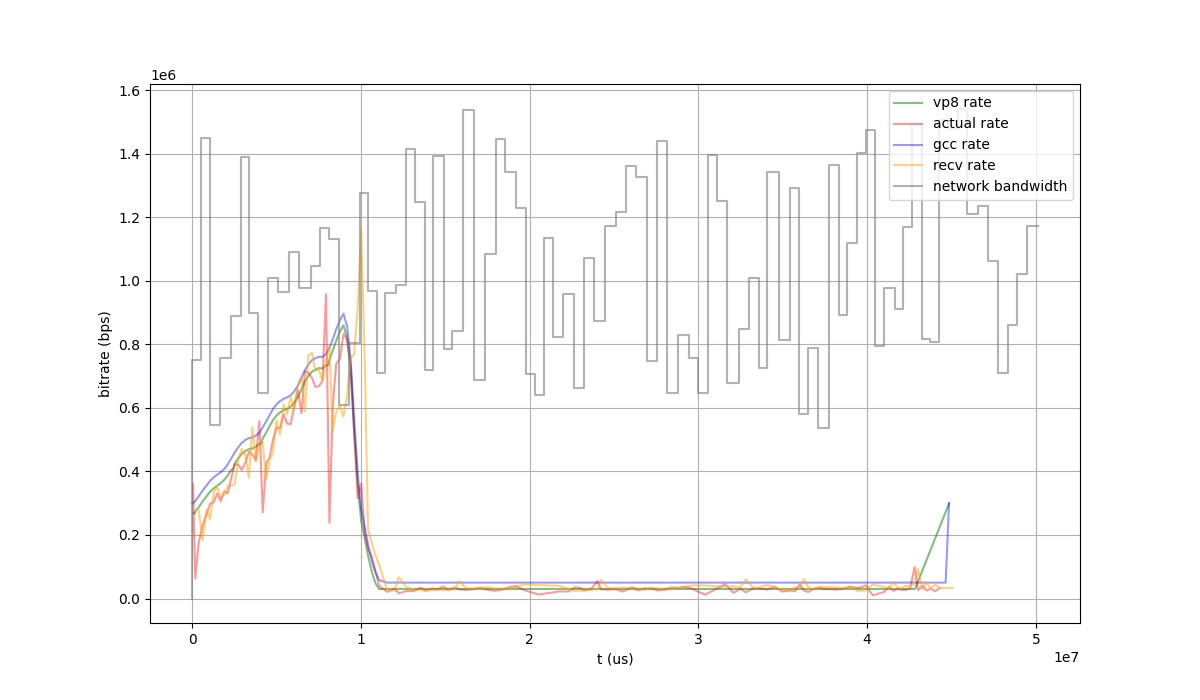 1e6
1.6
1.4
1.2
1.0
0.8
0.6
0.4
0.2
0.0
bitrate (bps)
vp8 rate
actual rate
gcc rate
recv rate
network bandwidth
0 1 2 3 4 5
t (us)
1e7